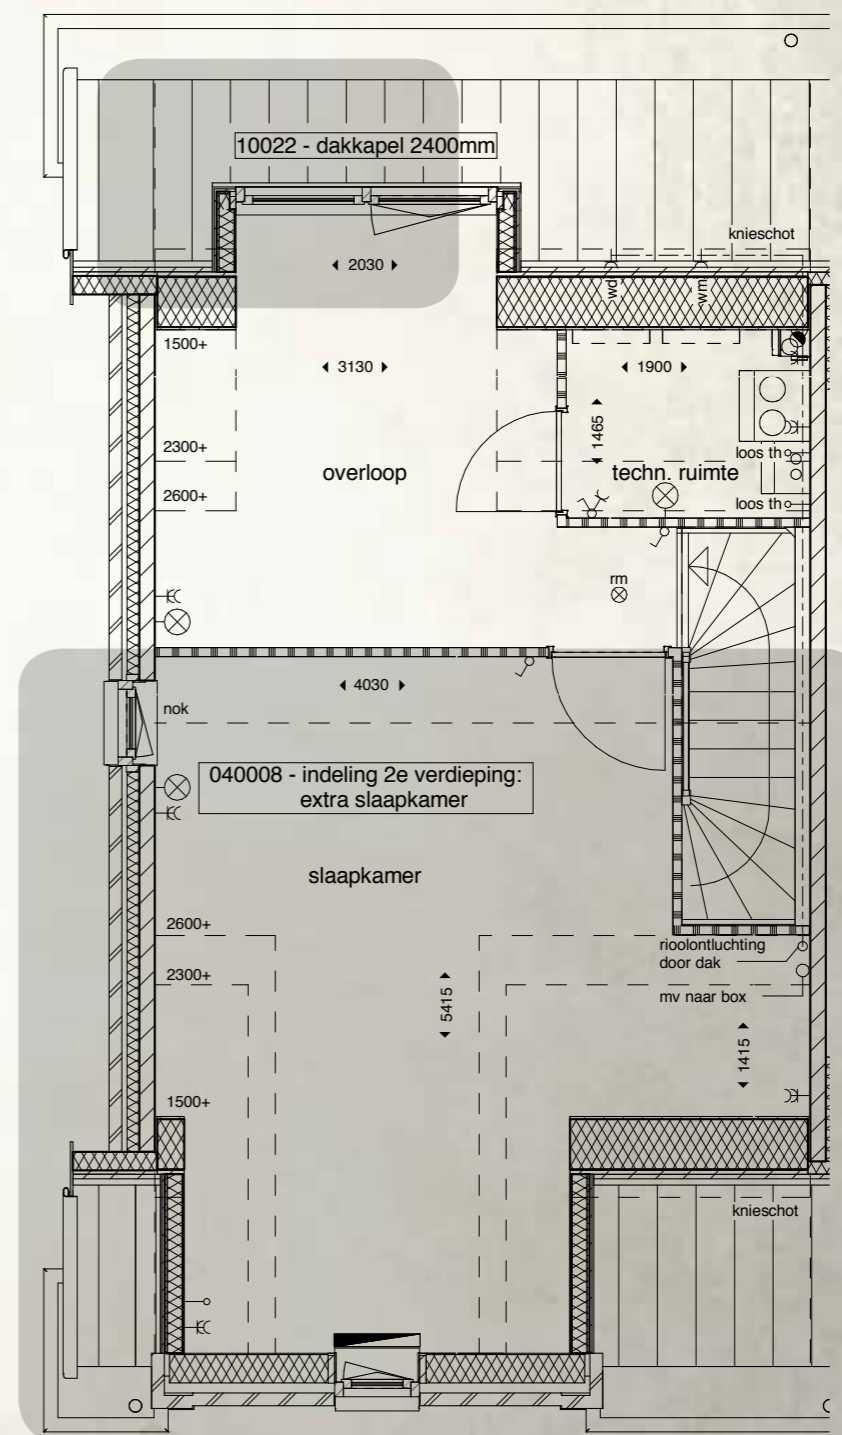 10022 - dakkapel 2400mm
knieschot
2030
wd
wm
1500+
3130
1900
1465
2300+
overloop
techn. ruimte
loos th
2600+
loos th
rm
4030
nok
040008 - indeling 2e verdieping:
extra slaapkamer
slaapkamer
2600+
rioolontluchting
door dak
2300+
mv naar box
5415
1415
1500+
knieschot